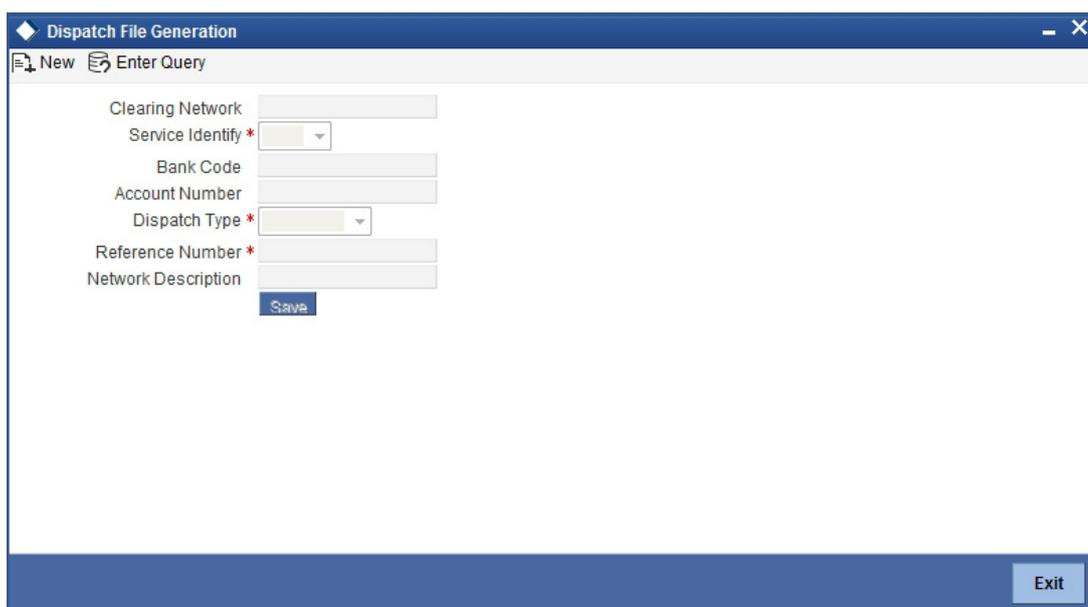 Dispatch File Generation
New Enter Query
Clearing Network
Service Identify *
Bank Code
Account Number
Dispatch Type *
Reference Number *
Network Description
Save
Exit